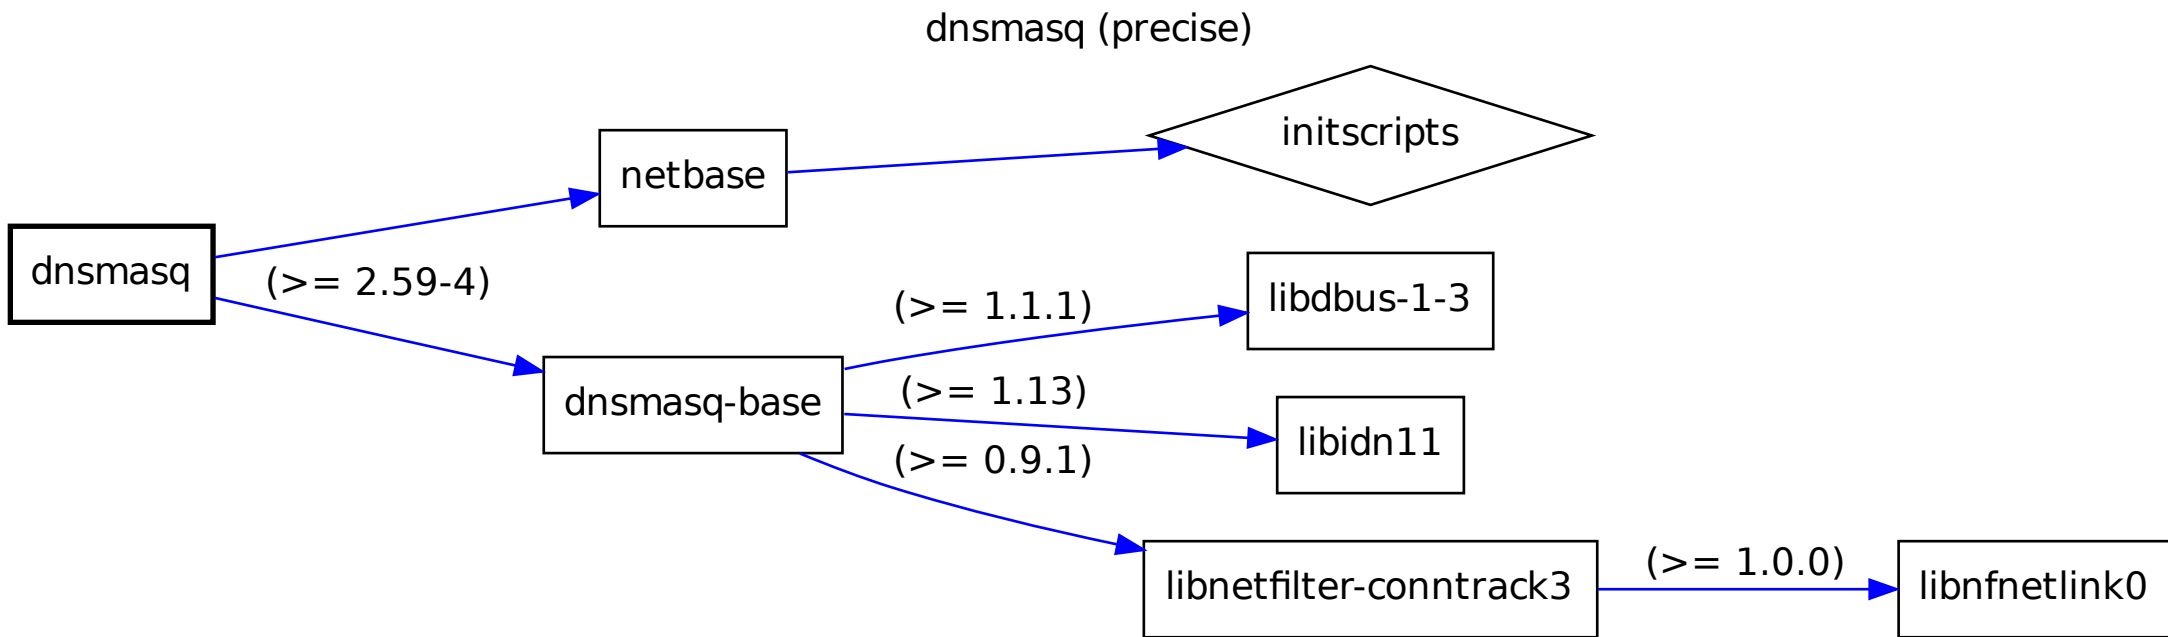 dnsmasq (precise)
initscripts
netbase
dnsmasq
(>= 2.59-4)
(>= 1.1.1)
libdbus-1-3
dnsmasq-base
(>= 1.13)
libidn11
(>= 0.9.1)
libnetfilter-conntrack3
(>= 1.0.0)
libnfnetlink0